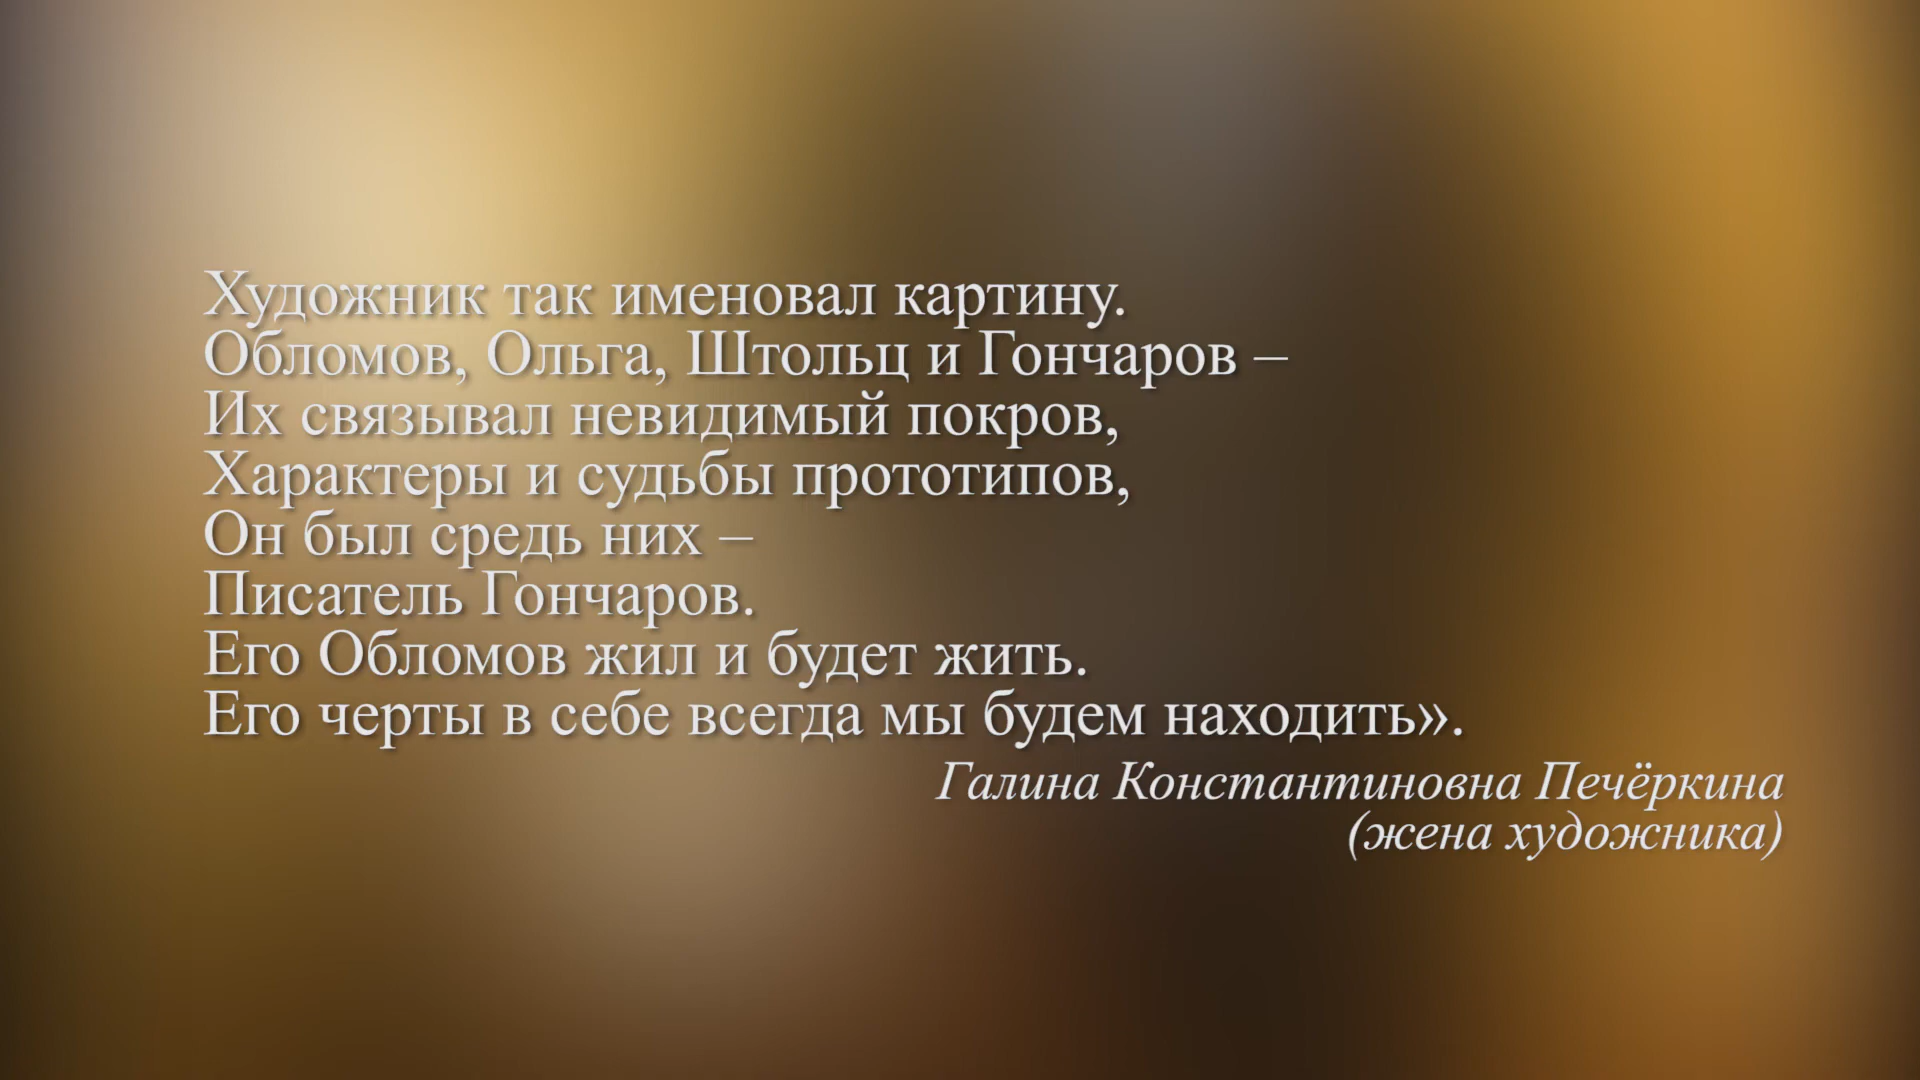 Художник так именовал картину.
Обломов, Ольга, Штольц и Гончаров –
Их связывал невидимый покров,
Характеры и судьбы прототипов,
Он был средь них –
Писатель Гончаров.
Его Обломов жил и будет жить.
Его черты в себе всегда мы будем находить».
Галина Константиновна Печёркина
(жена художника)